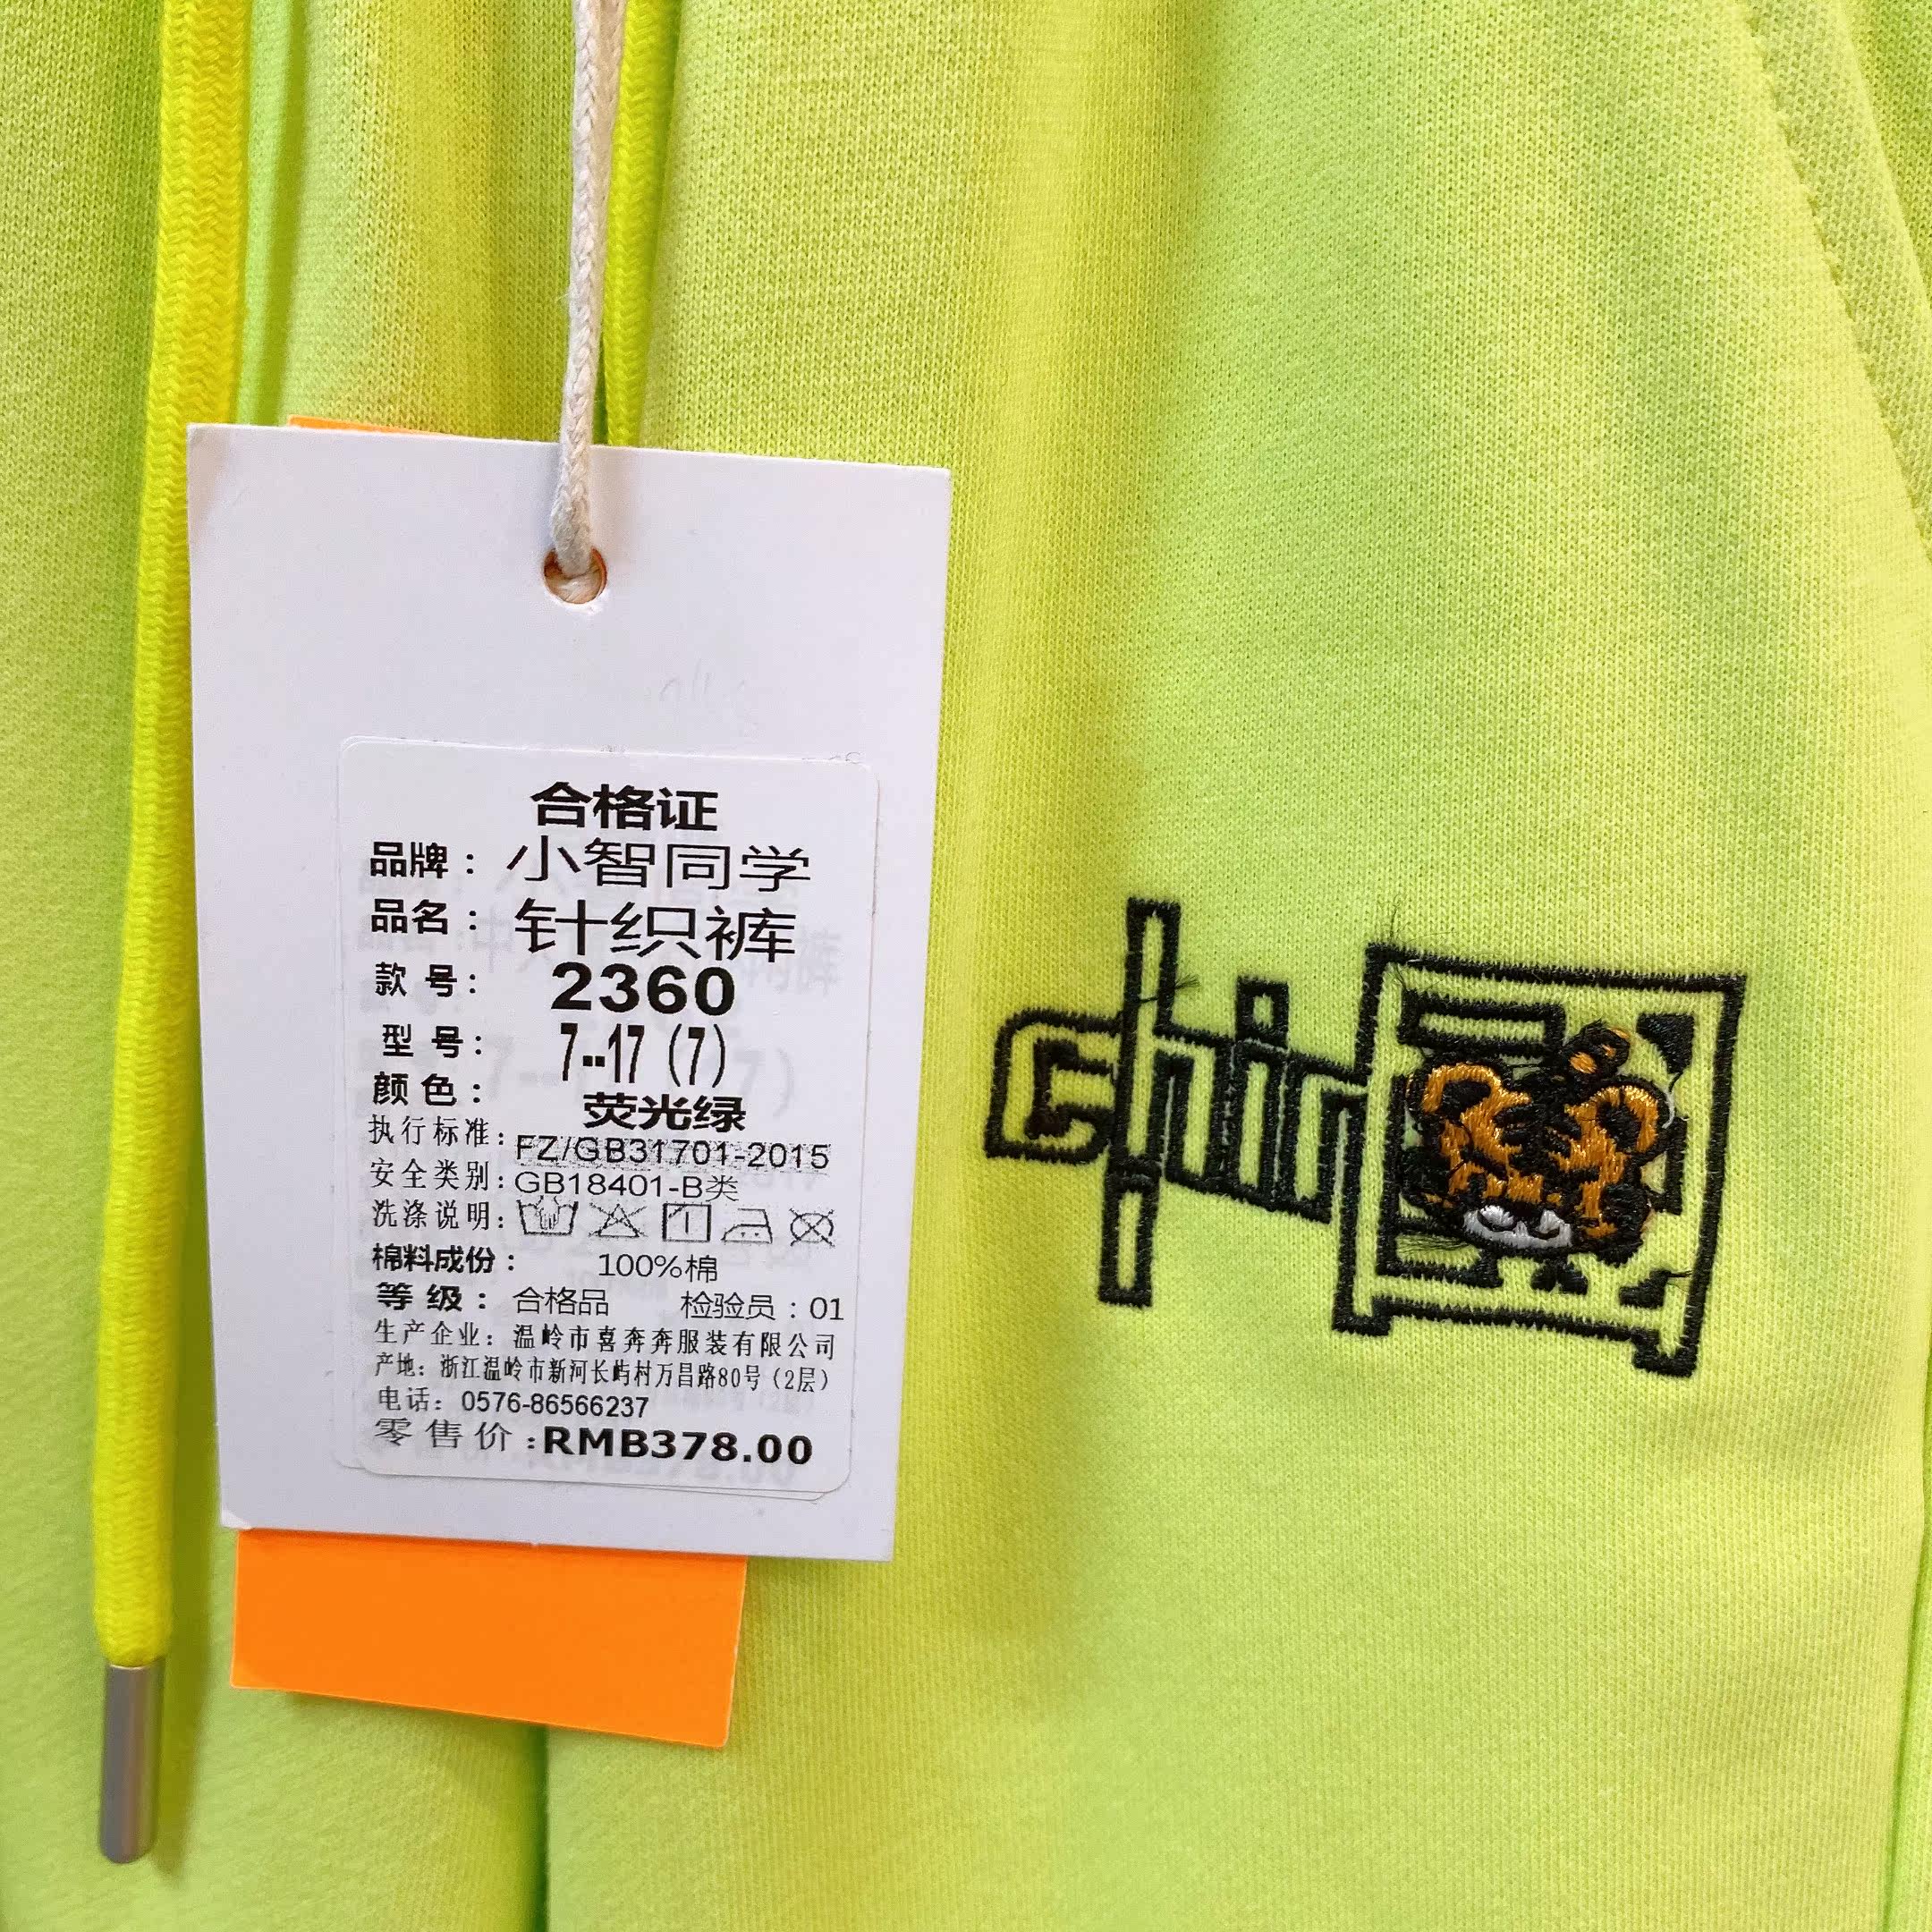 合格证
品牌：小智同学
品名：针织裤
款号：2360
型号：7--17（7）
颜色：荧光绿
执行标准：FZ/GB31701-2015
安全类别：GB18401-B类
洗涤说明：
棉料成份：100%棉
等级：合格品 检验员：01
生产企业：温岭市喜奔奔服装有限公司
产地：浙江温岭市新河长屿村万昌路80号（2层）
电话：0576-86566237
零售价：RMB378.00
chin